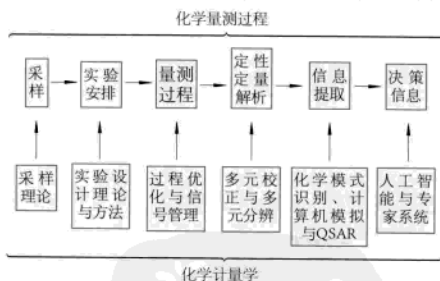 化学量测过程
采
样
实验
安排
量测
过程
定性
定量
解析
信息
提取
决策
信息
采样
理论
实验设
计理论
与方法
过程优
化与信
号管理
多元校
正与多
元分辨
化学模式
识别、计
算机模拟
与QSAR
人工智
能与专
家系统
化学计量学